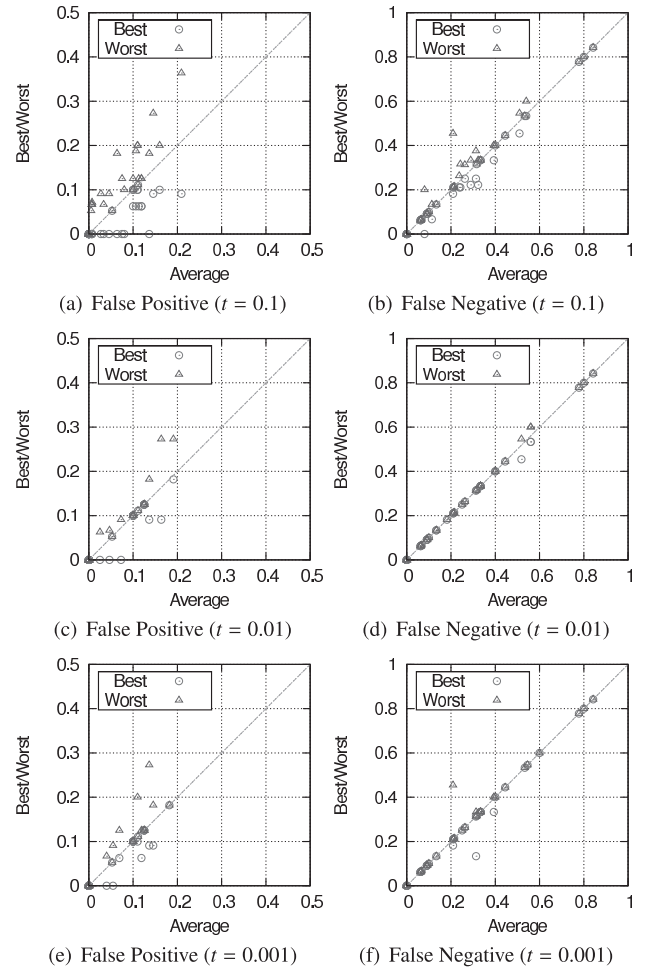 0.5
0.4
0.3
0.2
0.1
0
Best/Worst
Best
Worst
0 0.1 0.2 0.3 0.4 0.5
Average
(a) False Positive (t = 0.1)
1
0.8
0.6
0.4
0.2
0
Best/Worst
Best
Worst
0 0.2 0.4 0.6 0.8 1
Average
(b) False Negative (t = 0.1)
0.5
0.4
0.3
0.2
0.1
0
Best/Worst
Best
Worst
0 0.1 0.2 0.3 0.4 0.5
Average
(c) False Positive (t = 0.01)
1
0.8
0.6
0.4
0.2
0
Best/Worst
Best
Worst
0 0.2 0.4 0.6 0.8 1
Average
(d) False Negative (t = 0.01)
0.5
0.4
0.3
0.2
0.1
0
Best/Worst
Best
Worst
0 0.1 0.2 0.3 0.4 0.5
Average
(e) False Positive (t = 0.001)
1
0.8
0.6
0.4
0.2
0
Best/Worst
Best
Worst
0 0.2 0.4 0.6 0.8 1
Average
(f) False Negative (t = 0.001)